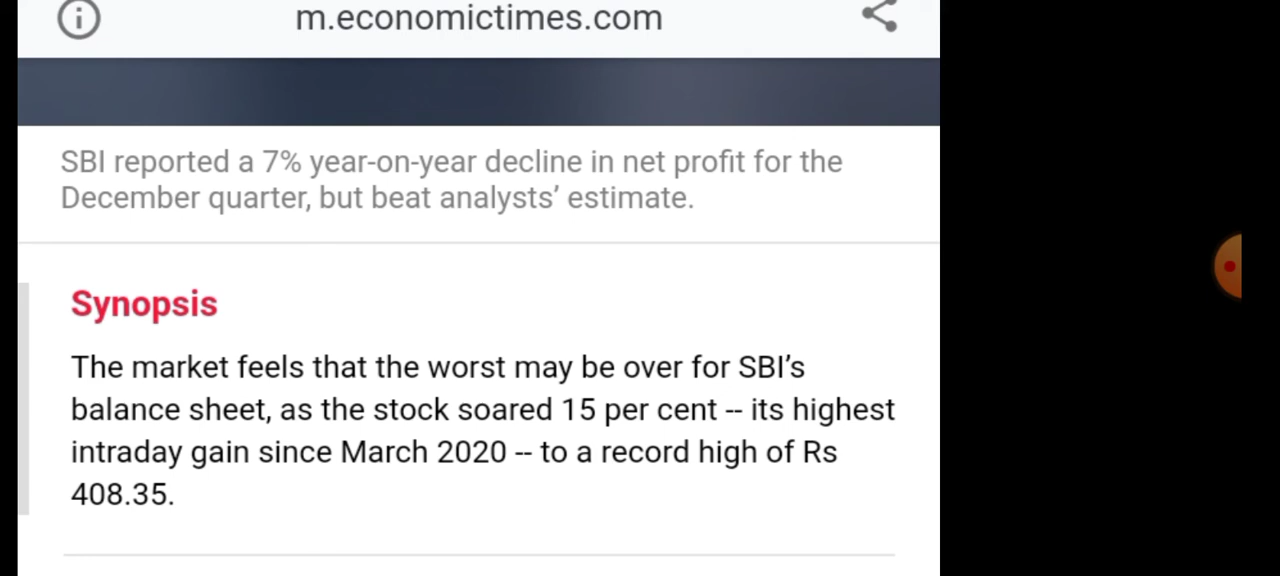 m.economictimes.com
SBI reported a 7% year-on-year decline in net profit for the
December quarter, but beat analysts’ estimate.
Synopsis
The market feels that the worst may be over for SBI’s
balance sheet, as the stock soared 15 per cent -- its highest
intraday gain since March 2020 -- to a record high of Rs
408.35.